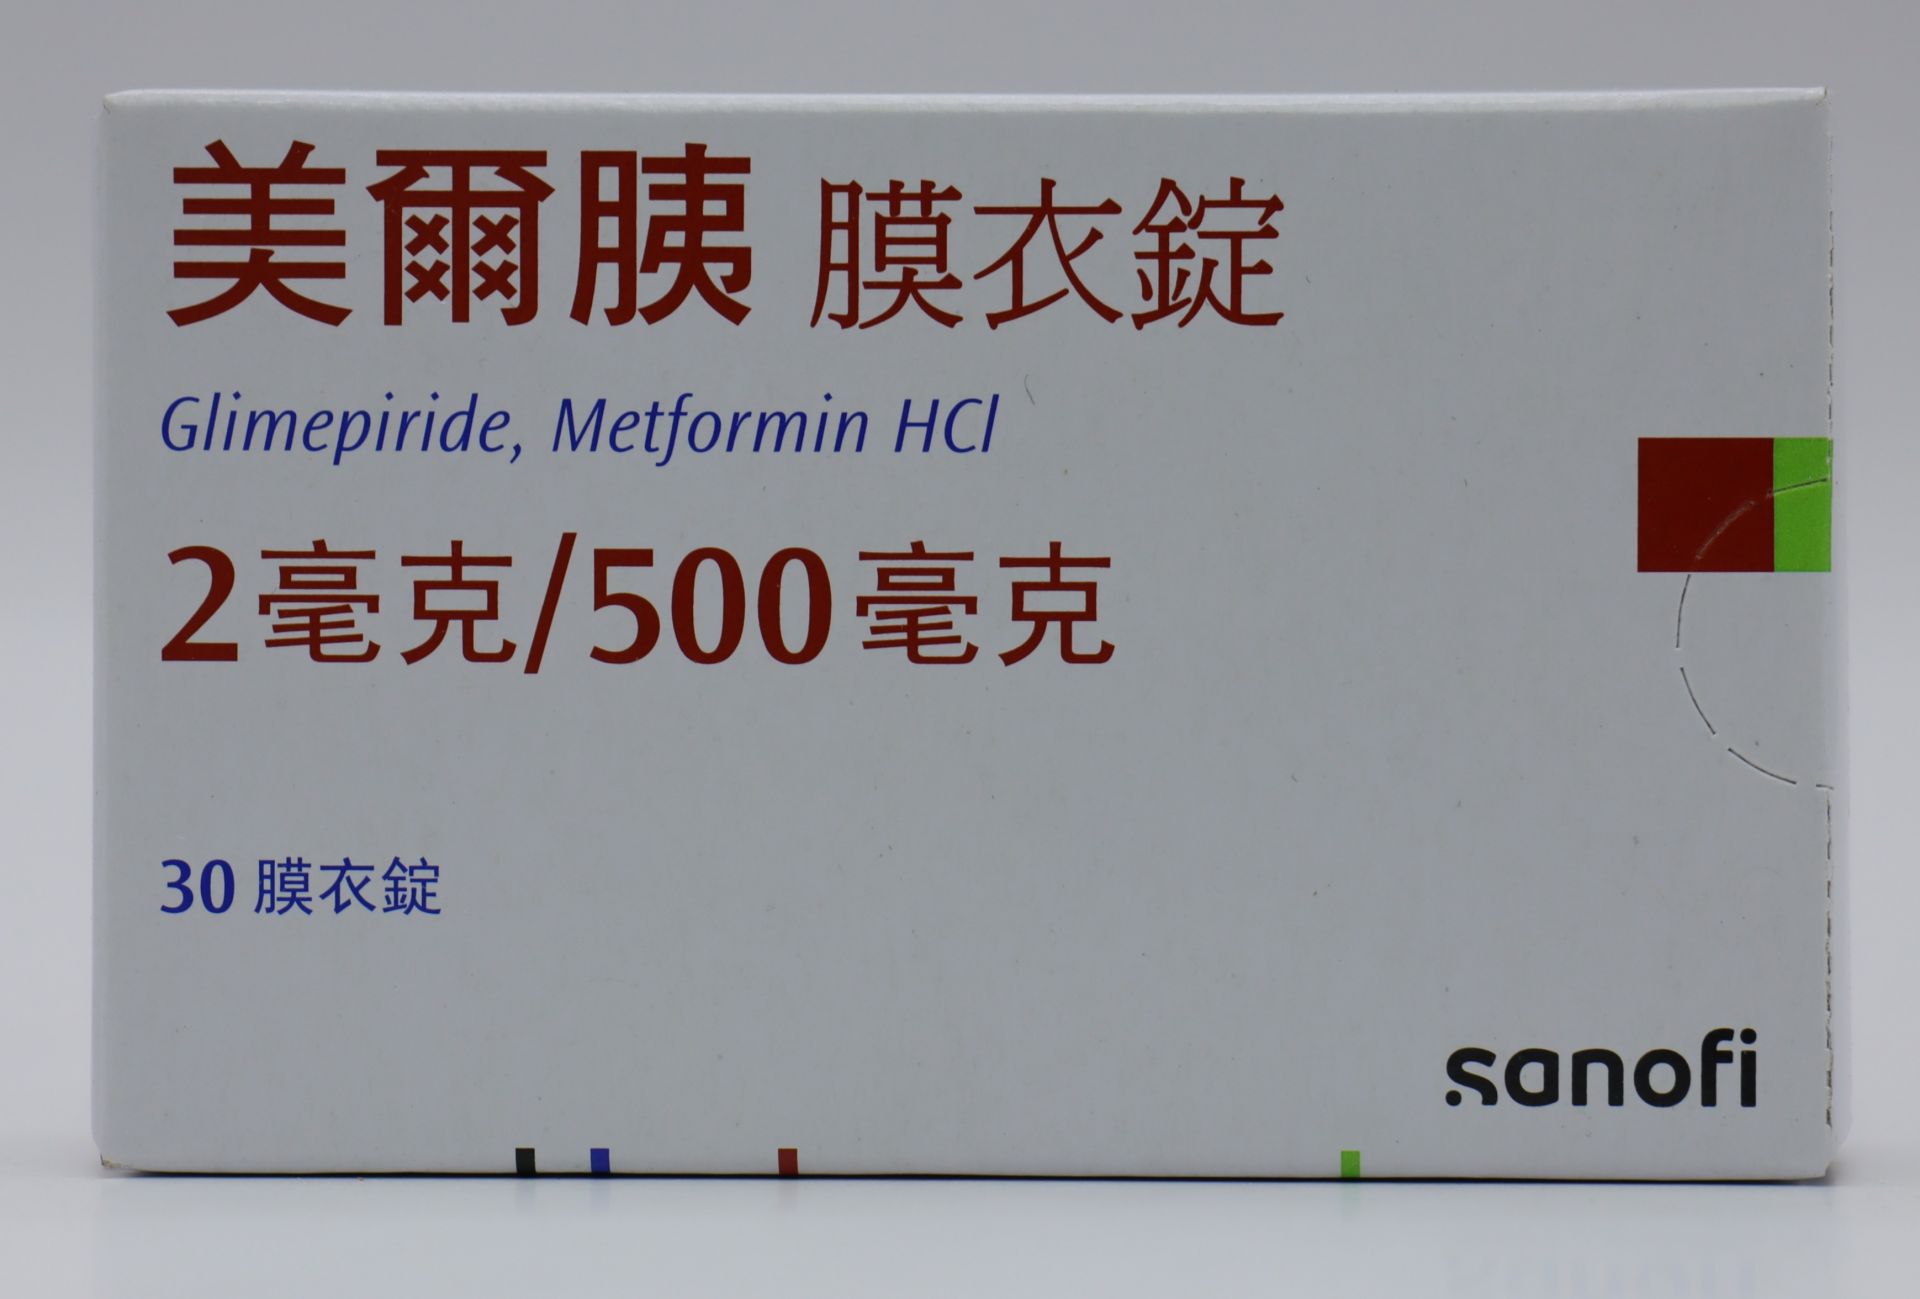 美爾胰 膜衣錠
Glimepiride, Metformin HCl
2毫克/500毫克
30 膜衣錠
sanofi